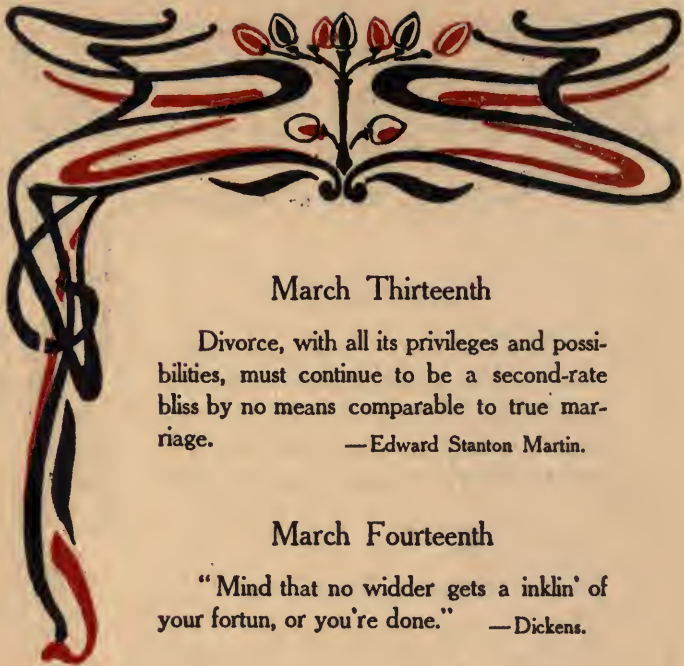 March Thirteenth
Divorce, with all its privileges and possi-
bilities, must continue to be a second-rate
bliss by no means comparable to true mar-
riage. —Edward Stanton Martin.
March Fourteenth
"Mind that no widder gets a inklin' of
your fortun, or you're done." —Dickens.